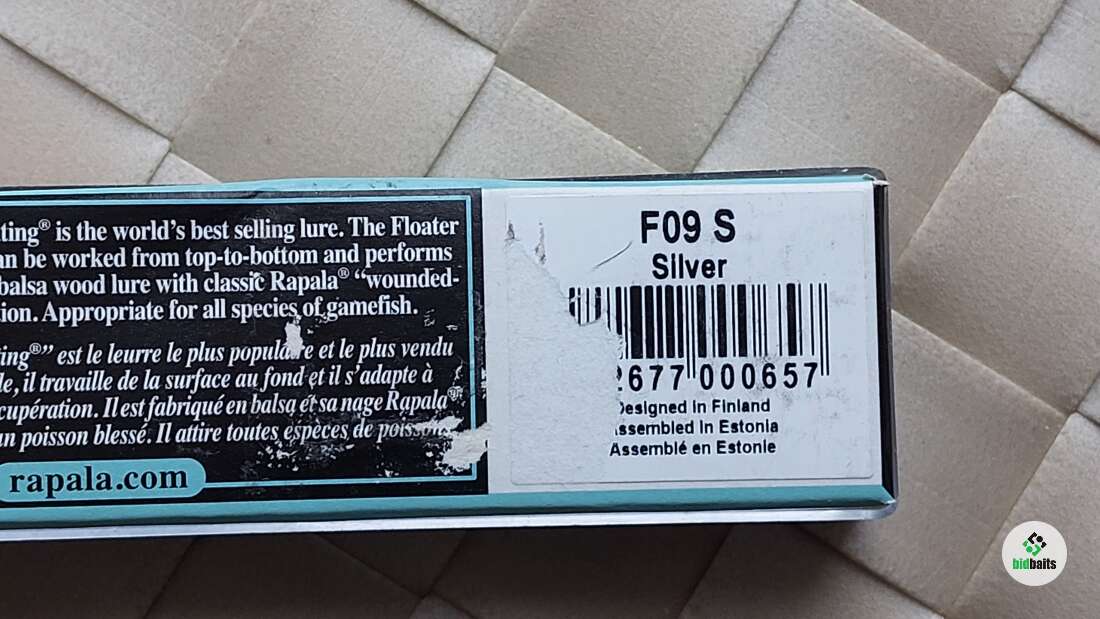 ting® is the world's best selling lure. The Floater
an be worked from top-to-bottom and performs
balsa wood lure with classic Rapala® “wounded-
ion. Appropriate for all species of gamefish.
ting®” est le leurre le plus populaire et le plus vendu
le, il travaille de la surface au fond et il s'adapte à
cupération. Il est fabriqué en balsa et sa nage Rapala®
un poisson blessé. Il attire toutes espèces de poissons.
rapala.com
F09 S
Silver
2677 000657
Designed in Finland
Assembled in Estonia
Assemblé en Estonie
bidbaits